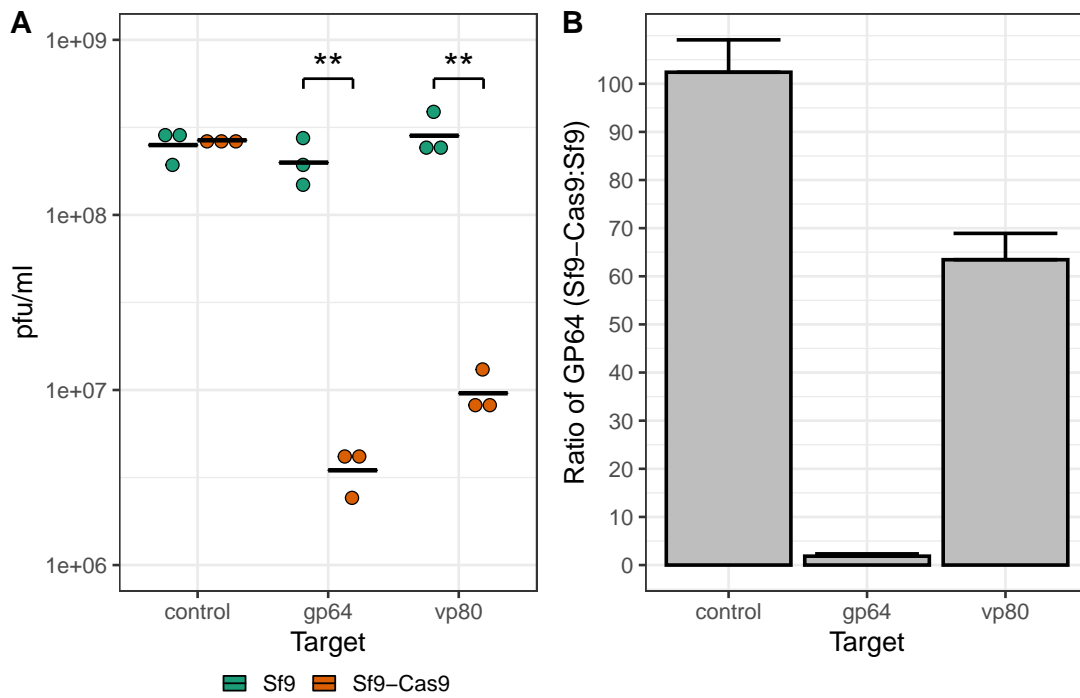 A
pfu/ml
1e+09
1e+08
1e+07
1e+06
**
**
control gp64 vp80
Target
Sf9 Sf9−Cas9
B
Ratio of GP64 (Sf9−Cas9:Sf9)
100
90
80
70
60
50
40
30
20
10
0
control gp64 vp80
Target